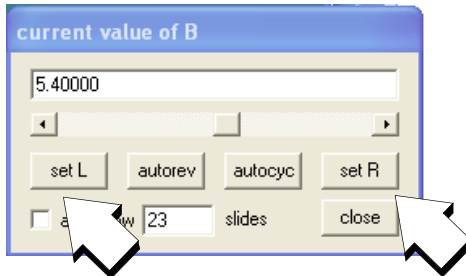 current value of B
5.40000
set L autorev autocyc set R
23 slides close